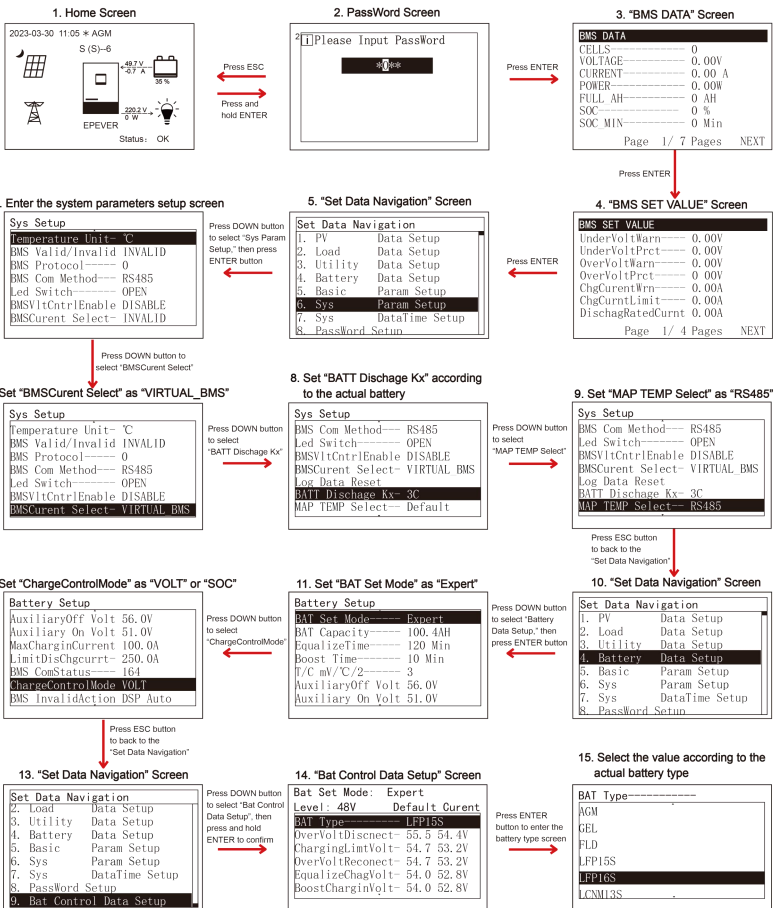 1. Home Screen
2023-03-30 11:05 ✳ AGM
S (S)--6
49.7 V
-0.7 A
35 %
220.2 V
0 W
EPEVER
Status: OK
Press ESC
Press and
hold ENTER
2. PassWord Screen
2 i Please Input PassWord
*0**
Press ENTER
3. “BMS DATA” Screen
BMS DATA
CELLS------------- 0
VOLTAGE----------- 0.00V
CURRENT----------- 0.00 A
POWER------------- 0.00W
FULL_AH----------- 0 AH
SOC--------------- 0 %
SOC_MIN----------- 0 Min
Page 1/ 7 Pages NEXT
Press ENTER
4. “BMS SET VALUE” Screen
BMS SET VALUE
UnderVoltWarn---- 0.00V
UnderVoltPrct---- 0.00V
OverVoltWarn----- 0.00V
OverVoltPrct----- 0.00V
ChgCurentWrn----- 0.00A
ChgCurntLimit---- 0.00A
DischagRatedCurnt 0.00A
Page 1/ 4 Pages NEXT
Press ENTER
5. “Set Data Navigation” Screen
Set Data Navigation
1. PV Data Setup
2. Load Data Setup
3. Utility Data Setup
4. Battery Data Setup
5. Basic Param Setup
6. Sys Param Setup
7. Sys DataTime Setup
8. PassWord Setup
Press DOWN button
to select “Sys Param
Setup,” then press
ENTER button
. Enter the system parameters setup screen
Sys Setup
Temperature Unit- ℃
BMS Valid/Invalid INVALID
BMS Protocol----- 0
BMS Com Method--- RS485
Led Switch------- OPEN
BMSVltCntrlEnable DISABLE
BMSCurent Select- INVALID
Press DOWN button to
select “BMSCurent Select”
Set “BMSCurent Select” as “VIRTUAL_BMS”
Sys Setup
Temperature Unit- ℃
BMS Valid/Invalid INVALID
BMS Protocol----- 0
BMS Com Method--- RS485
Led Switch------- OPEN
BMSVltCntrlEnable DISABLE
BMSCurent Select- VIRTUAL_BMS
Press DOWN button
to select
“BATT Dischage Kx”
8. Set “BATT Dischage Kx” according
to the actual battery
Sys Setup
BMS Com Method--- RS485
Led Switch------- OPEN
BMSVltCntrlEnable DISABLE
BMSCurent Select- VIRTUAL_BMS
Log Data Reset
BATT Dischage Kx- 3C
MAP TEMP Select-- Default
Press DOWN button
to select
“MAP TEMP Select”
9. Set “MAP TEMP Select” as “RS485”
Sys Setup
BMS Com Method--- RS485
Led Switch------- OPEN
BMSVltCntrlEnable DISABLE
BMSCurent Select- VIRTUAL_BMS
Log Data Reset
BATT Dischage Kx- 3C
MAP TEMP Select-- RS485
Press ESC button
to back to the
“Set Data Navigation”
10. “Set Data Navigation” Screen
Set Data Navigation
1. PV Data Setup
2. Load Data Setup
3. Utility Data Setup
4. Battery Data Setup
5. Basic Param Setup
6. Sys Param Setup
7. Sys DataTime Setup
8. PassWord Setup
Press DOWN button
to select “Battery
Data Setup,” then
press ENTER button
11. Set “BAT Set Mode” as “Expert”
Battery Setup
BAT Set Mode----- Expert
BAT Capacity----- 100.4AH
EqualizeTime----- 120 Min
Boost Time------- 10 Min
T/C mV/℃/2------- 3
AuxiliaryOff Volt 56.0V
Auxiliary On Volt 51.0V
Press DOWN button
to select
“ChargeControlMode”
Set “ChargeControlMode” as “VOLT” or “SOC”
Battery Setup
AuxiliaryOff Volt 56.0V
Auxiliary On Volt 51.0V
MaxCharginCurrent 100.0A
LimitDisChgcurrt- 250.0A
BMS ComStatus---- 164
ChargeControlMode VOLT
BMS InvalidAction DSP Auto
Press ESC button
to back to the
“Set Data Navigation”
13. “Set Data Navigation” Screen
Set Data Navigation
2. Load Data Setup
3. Utility Data Setup
4. Battery Data Setup
5. Basic Param Setup
6. Sys Param Setup
7. Sys DataTime Setup
8. PassWord Setup
9. Bat Control Data Setup
Press DOWN button
to select “Bat Control
Data Setup”, then
press and hold
ENTER to confirm
14. “Bat Control Data Setup” Screen
Bat Set Mode: Expert
Level: 48V Default Curent
BAT Type--------- LFP15S
OverVoltDiscnect- 55.5 54.4V
ChargingLimtVolt- 54.7 53.2V
OverVoltReconect- 54.7 53.2V
EqualizeChagVolt- 54.0 52.8V
BoostCharginVolt- 54.0 52.8V
Press ENTER
button to enter the
battery type screen
15. Select the value according to the
actual battery type
BAT Type-----------
AGM
GEL
FLD
LFP15S
LFP16S
LCNM13S